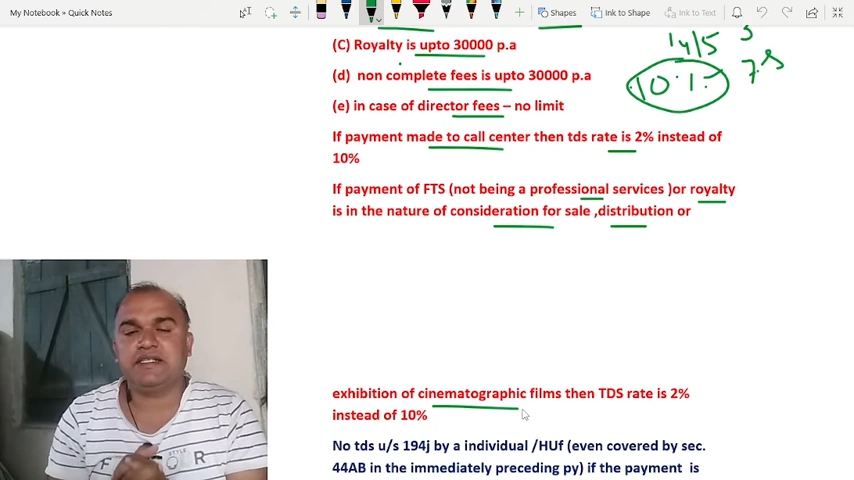 My Notebook > Quick Notes
Shapes
Ink to Shape
Ink to Text
(C) Royalty is upto 30000 p.a
(d) non complete fees is upto 30000 p.a
(e) in case of director fees – no limit
If payment made to call center then tds rate is 2% instead of
10%
If payment of FTS (not being a professional services )or royalty
is in the nature of consideration for sale ,distribution or
exhibition of cinematographic films then TDS rate is 2%
instead of 10%
No tds u/s 194j by a individual /HUf (even covered by sec.
44AB in the immediately preceding py) if the payment is
10%